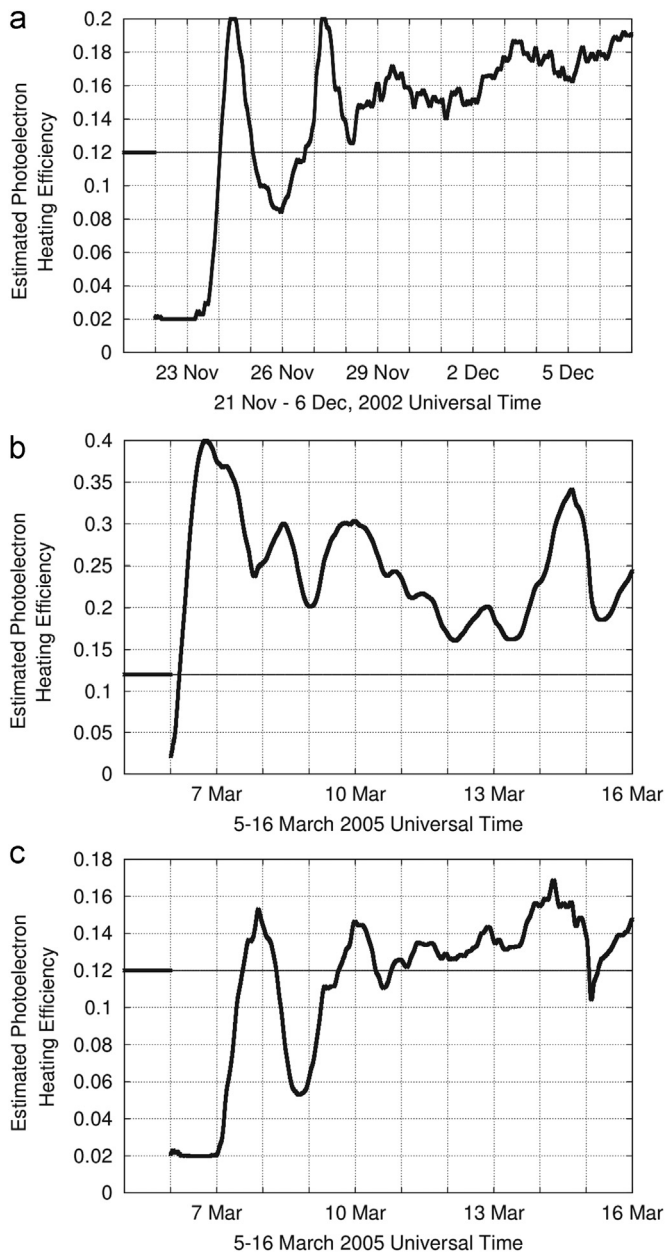 a
0.2
0.18
0.16
0.14
0.12
0.1
0.08
0.06
0.04
0.02
0
Estimated Photoelectron
Heating Efficiency
23 Nov 26 Nov 29 Nov 2 Dec 5 Dec
21 Nov - 6 Dec, 2002 Universal Time
b
0.4
0.35
0.3
0.25
0.2
0.15
0.1
0.05
0
Estimated Photoelectron
Heating Efficiency
7 Mar 10 Mar 13 Mar 16 Mar
5-16 March 2005 Universal Time
c
0.18
0.16
0.14
0.12
0.1
0.08
0.06
0.04
0.02
0
Estimated Photoelectron
Heating Efficiency
7 Mar 10 Mar 13 Mar 16 Mar
5-16 March 2005 Universal Time